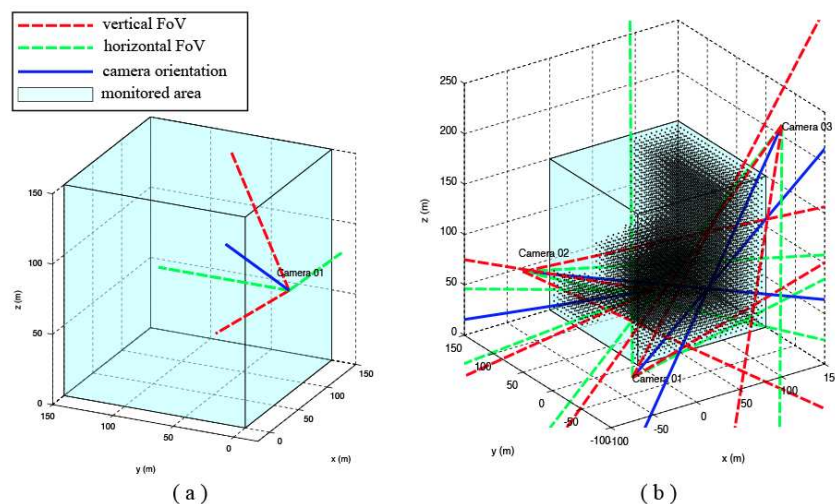 vertical FoV
horizontal FoV
camera orientation
monitored area
150
100
50
0
z (m)
Camera 01
150
100
50
0
y (m)
0
50
100
150
x (m)
( a )
250
200
150
100
50
0
z (m)
Camera 03
Camera 02
Camera 01
150
100
50
0
-50
-100
y (m)
-100
-50
0
50
100
15
x (m)
( b )